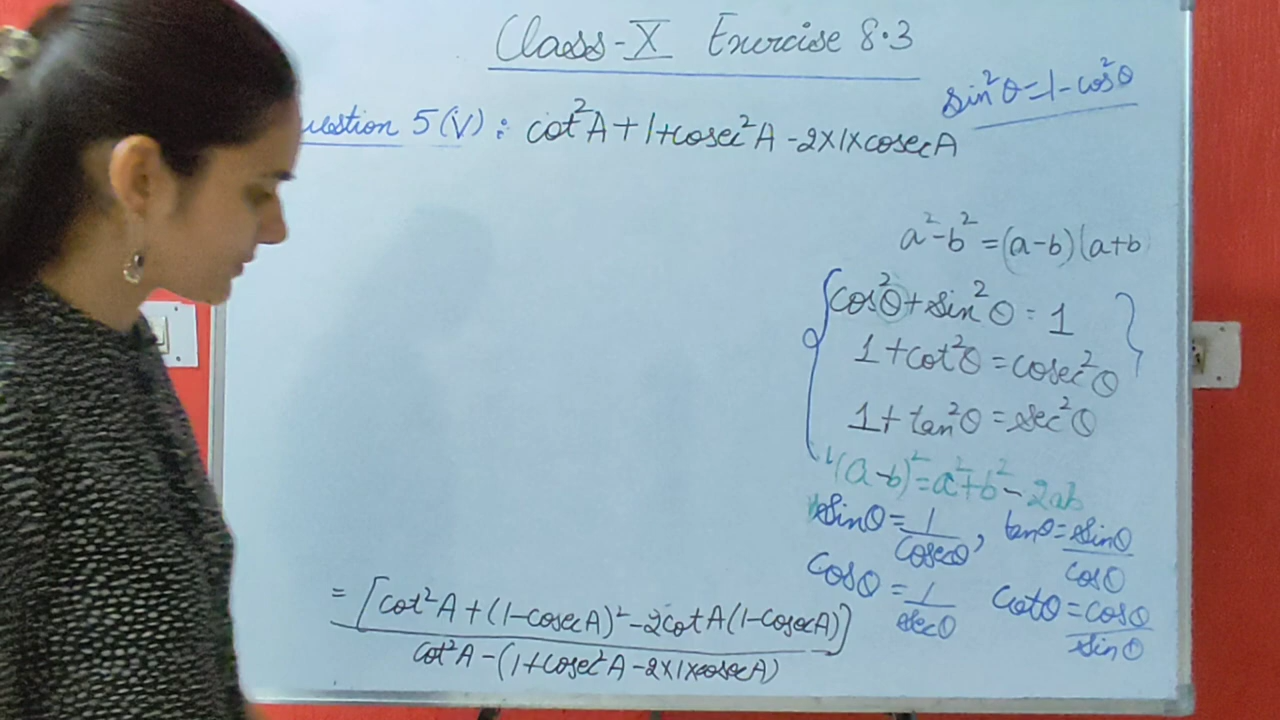 Class-X Exercise 8.3
sin²θ=1-cos²θ
uestion 5(V) : cot²A+1+cosec²A-2×1×cosecA
a²-b²=(a-b)(a+b
cos²θ+sin²θ=1
1+cot²θ=cosec²θ
1+tan²θ=sec²θ
(a-b)²=a²+b²-2ab
sinθ=1/cosecθ, tanθ=sinθ/cosθ
cosθ=1/secθ cotθ=cosθ/sinθ
= [cot²A+(1-cosecA)²-2cotA(1-cosecA)]
cot²A-(1+cosec²A-2×1×cosecA)